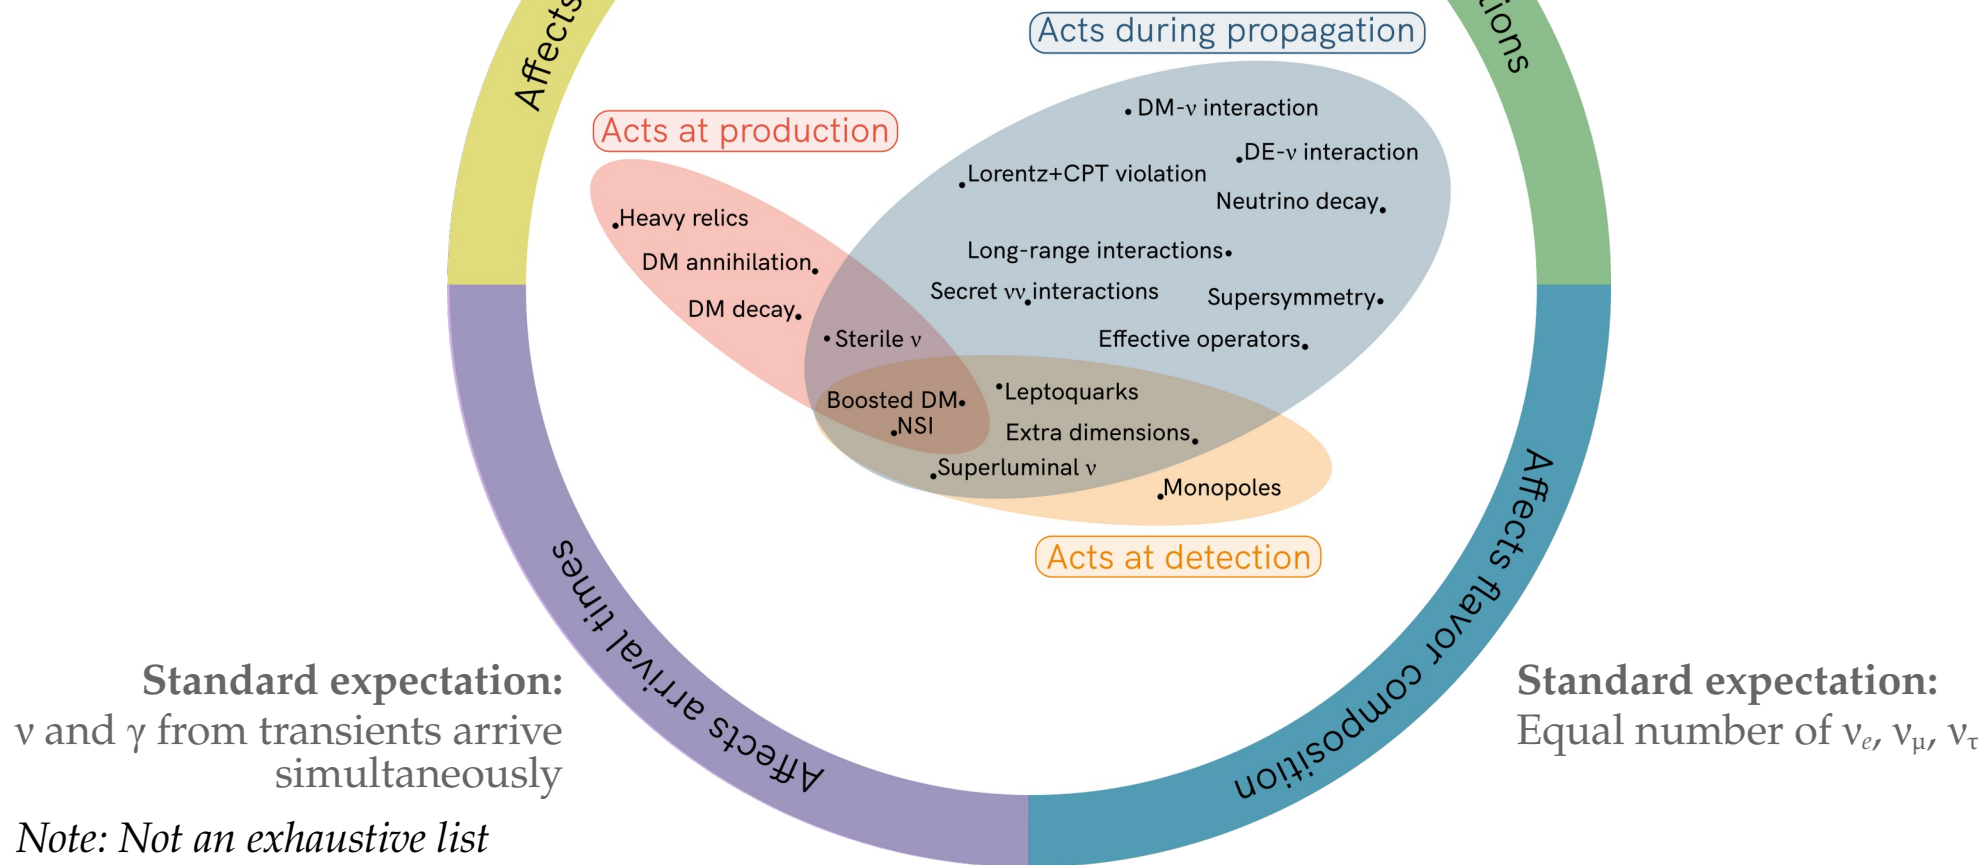 Affects
tions
Acts during propagation
DM-ν interaction
Acts at production
DE-ν interaction
Lorentz+CPT violation
Neutrino decay
Heavy relics
Long-range interactions
DM annihilation
Secret νν interactions
Supersymmetry
DM decay
Sterile ν
Effective operators
Leptoquarks
Boosted DM
NSI
Extra dimensions
Superluminal ν
Monopoles
Acts at detection
Affects arrival times
Affects flavor composition
Standard expectation:
ν and γ from transients arrive
simultaneously
Standard expectation:
Equal number of νe, νμ, ντ
Note: Not an exhaustive list